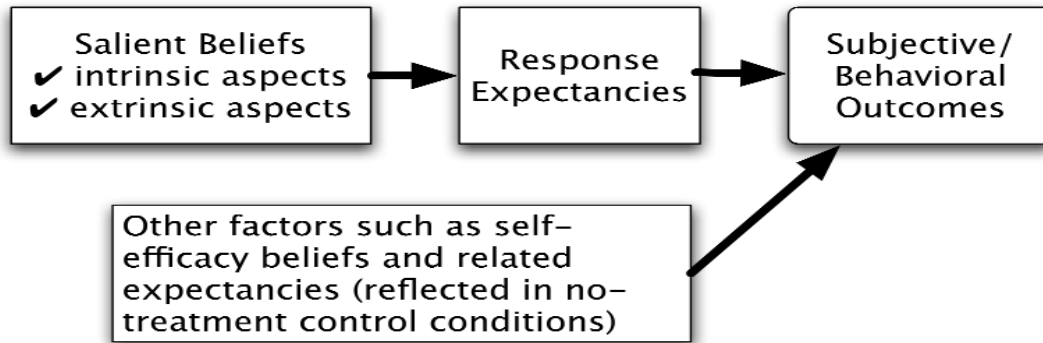 Salient Beliefs
✔ intrinsic aspects
✔ extrinsic aspects
Response
Expectancies
Subjective/
Behavioral
Outcomes
Other factors such as self-
efficacy beliefs and related
expectancies (reflected in no-
treatment control conditions)